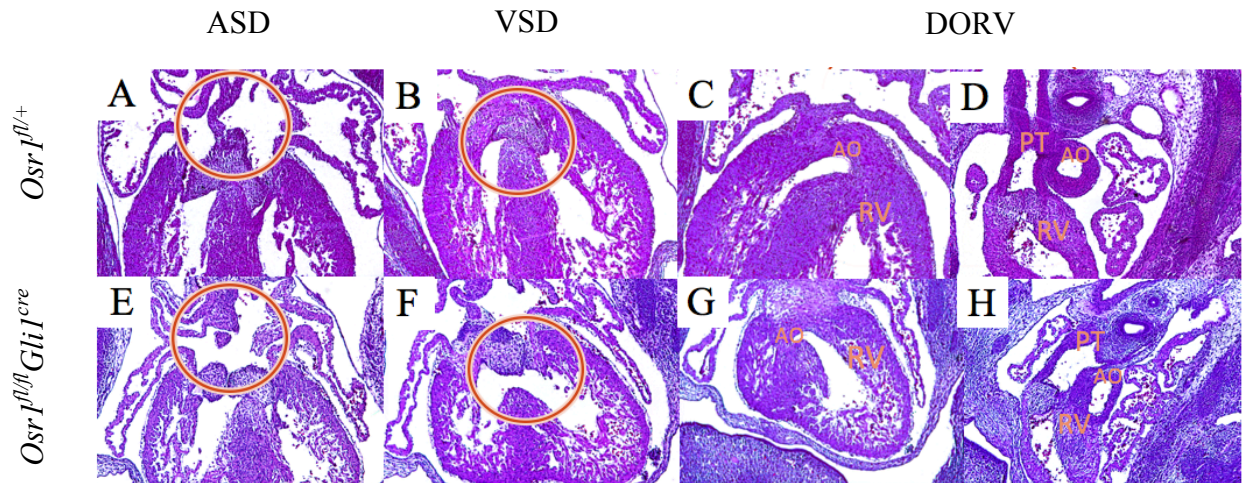 ASD VSD DORV
Osr1fl/+
A B C D
AO PT AO
RV RV
Osr1fl/flGli1cre
E F G H
AO RV PT AO
RV